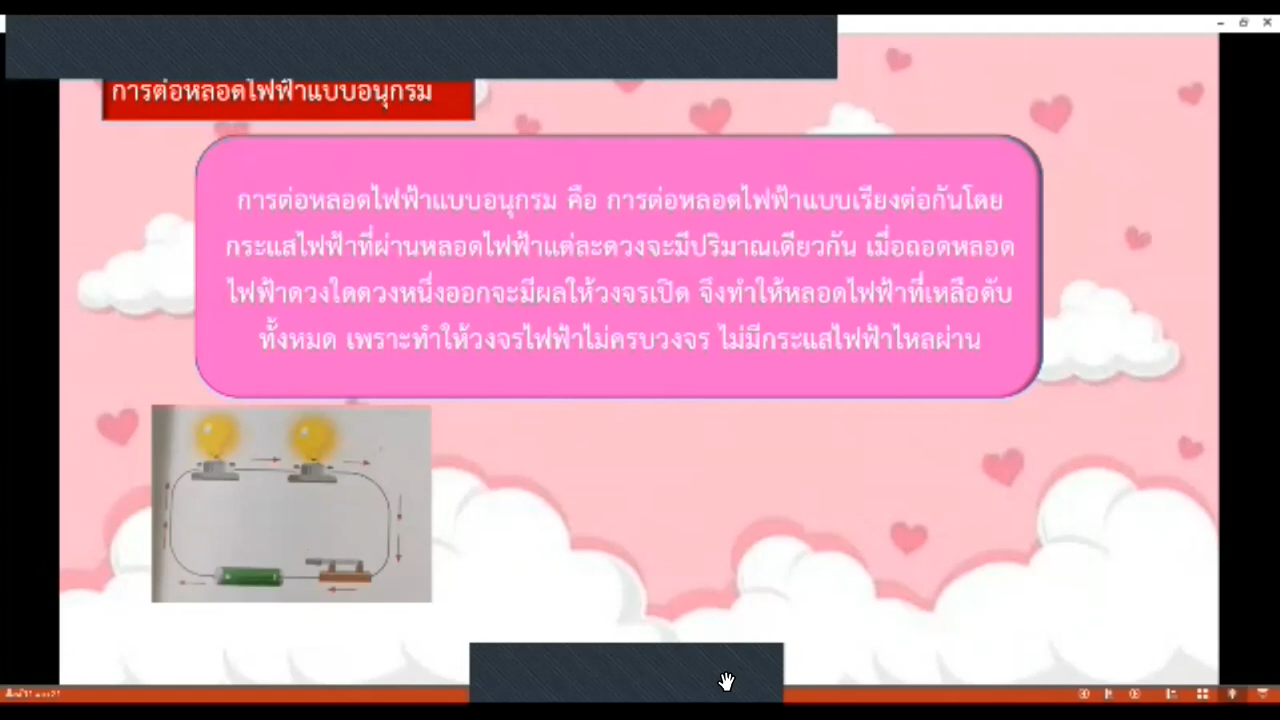 การต่อหลอดไฟฟ้าแบบอนุกรม
การต่อหลอดไฟฟ้าแบบอนุกรม คือ การต่อหลอดไฟฟ้าแบบเรียงต่อกันโดย
กระแสไฟฟ้าที่ผ่านหลอดไฟฟ้าแต่ละดวงจะมีปริมาณเดียวกัน เมื่อถอดหลอด
ไฟฟ้าดวงใดดวงหนึ่งออกจะมีผลให้วงจรเปิด จึงทำให้หลอดไฟฟ้าที่เหลือดับ
ทั้งหมด เพราะทำให้วงจรไฟฟ้าไม่ครบวงจร ไม่มีกระแสไฟฟ้าไหลผ่าน